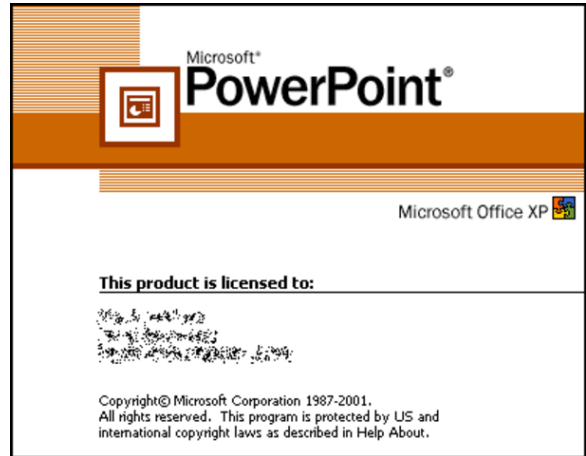 Microsoft®
PowerPoint®
Microsoft Office XP
This product is licensed to:
Copyright© Microsoft Corporation 1987-2001.
All rights reserved. This program is protected by US and
international copyright laws as described in Help About.